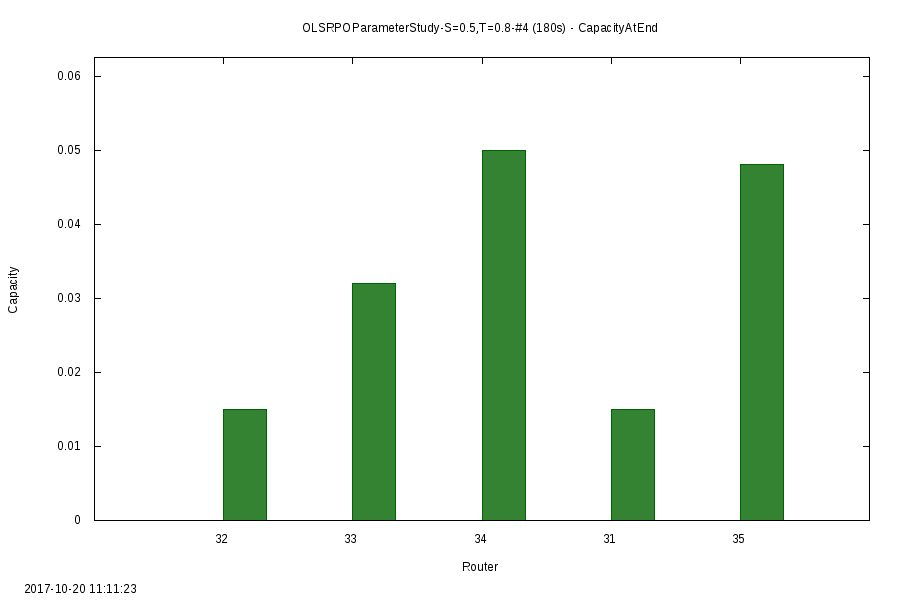 OLSRPOParameterStudy-S=0.5,T=0.8-#4 (180s) - CapacityAtEnd
0.06
0.05
0.04
0.03
0.02
0.01
0
Capacity
32 33 34 31 35
Router
2017-10-20 11:11:23